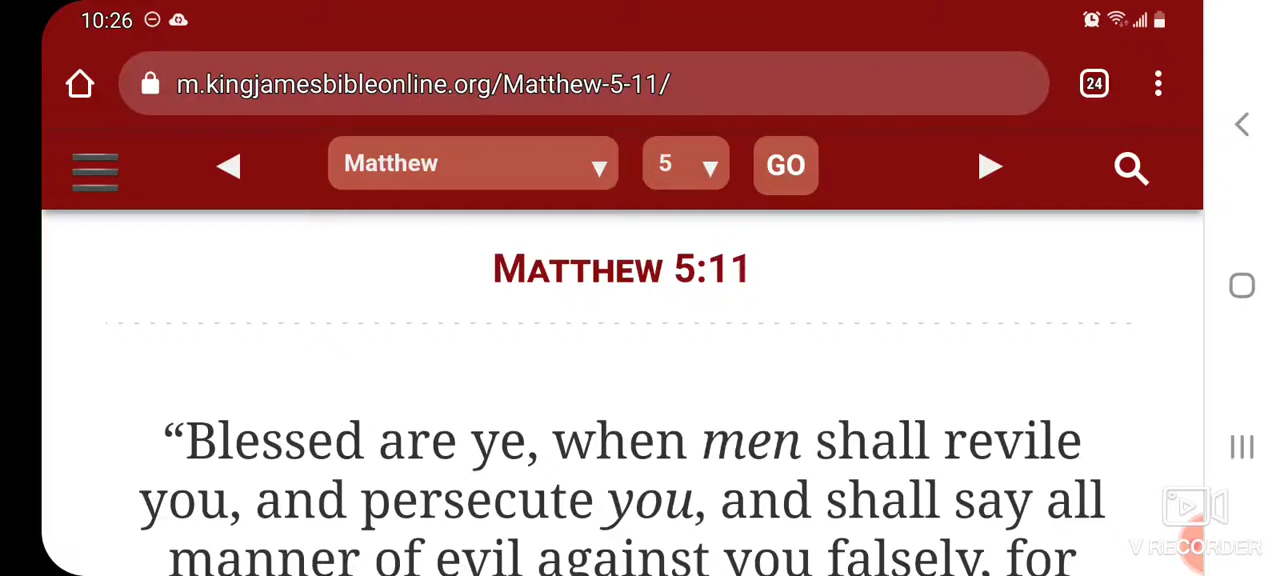 10:26
m.kingjamesbibleonline.org/Matthew-5-11/
24
Matthew
5
GO
MATTHEW 5:11
“Blessed are ye, when men shall revile
you, and persecute you, and shall say all
manner of evil against you falsely, for
V RECORDER